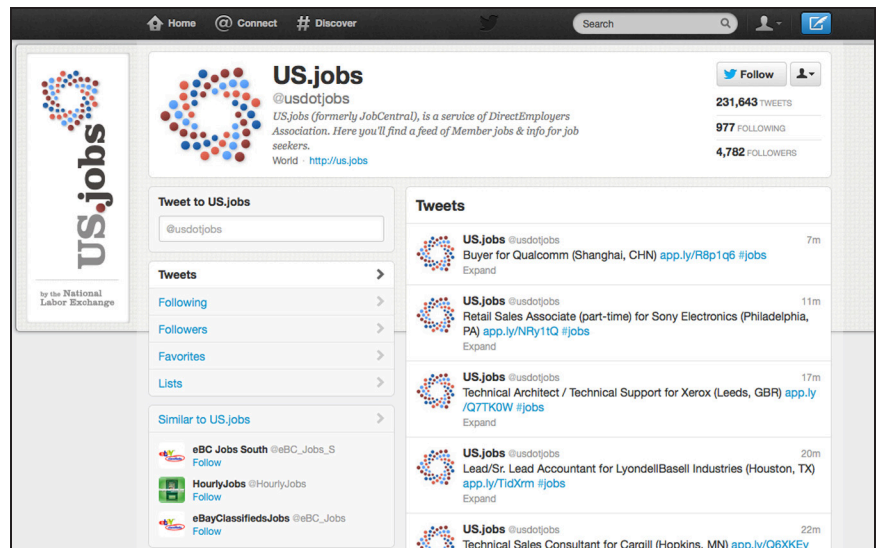 Home
Connect
Discover
Search
US.jobs
by the National
Labor Exchange
US.jobs
@usdotjobs
US.jobs (formerly JobCentral), is a service of DirectEmployers
Association. Here you'll find a feed of Member jobs & info for job
seekers.
World · http://us.jobs
Follow
231,643 TWEETS
977 FOLLOWING
4,782 FOLLOWERS
Tweet to US.jobs
@usdotjobs
Tweets
Following
Followers
Favorites
Lists
Similar to US.jobs
eBC Jobs South @eBC_Jobs_S
Follow
HourlyJobs @HourlyJobs
Follow
eBayClassifiedsJobs @eBC_Jobs
Follow
Tweets
US.jobs @usdotjobs 7m
Buyer for Qualcomm (Shanghai, CHN) app.ly/R8p1q6 #jobs
Expand
US.jobs @usdotjobs 11m
Retail Sales Associate (part-time) for Sony Electronics (Philadelphia,
PA) app.ly/NRy1tQ #jobs
Expand
US.jobs @usdotjobs 17m
Technical Architect / Technical Support for Xerox (Leeds, GBR) app.ly
/Q7TK0W #jobs
Expand
US.jobs @usdotjobs 20m
Lead/Sr. Lead Accountant for LyondellBasell Industries (Houston, TX)
app.ly/TidXrm #jobs
Expand
US.jobs @usdotjobs 22m
Technical Sales Consultant for Cargill (Hopkins, MN) app.ly/Q6XKEy